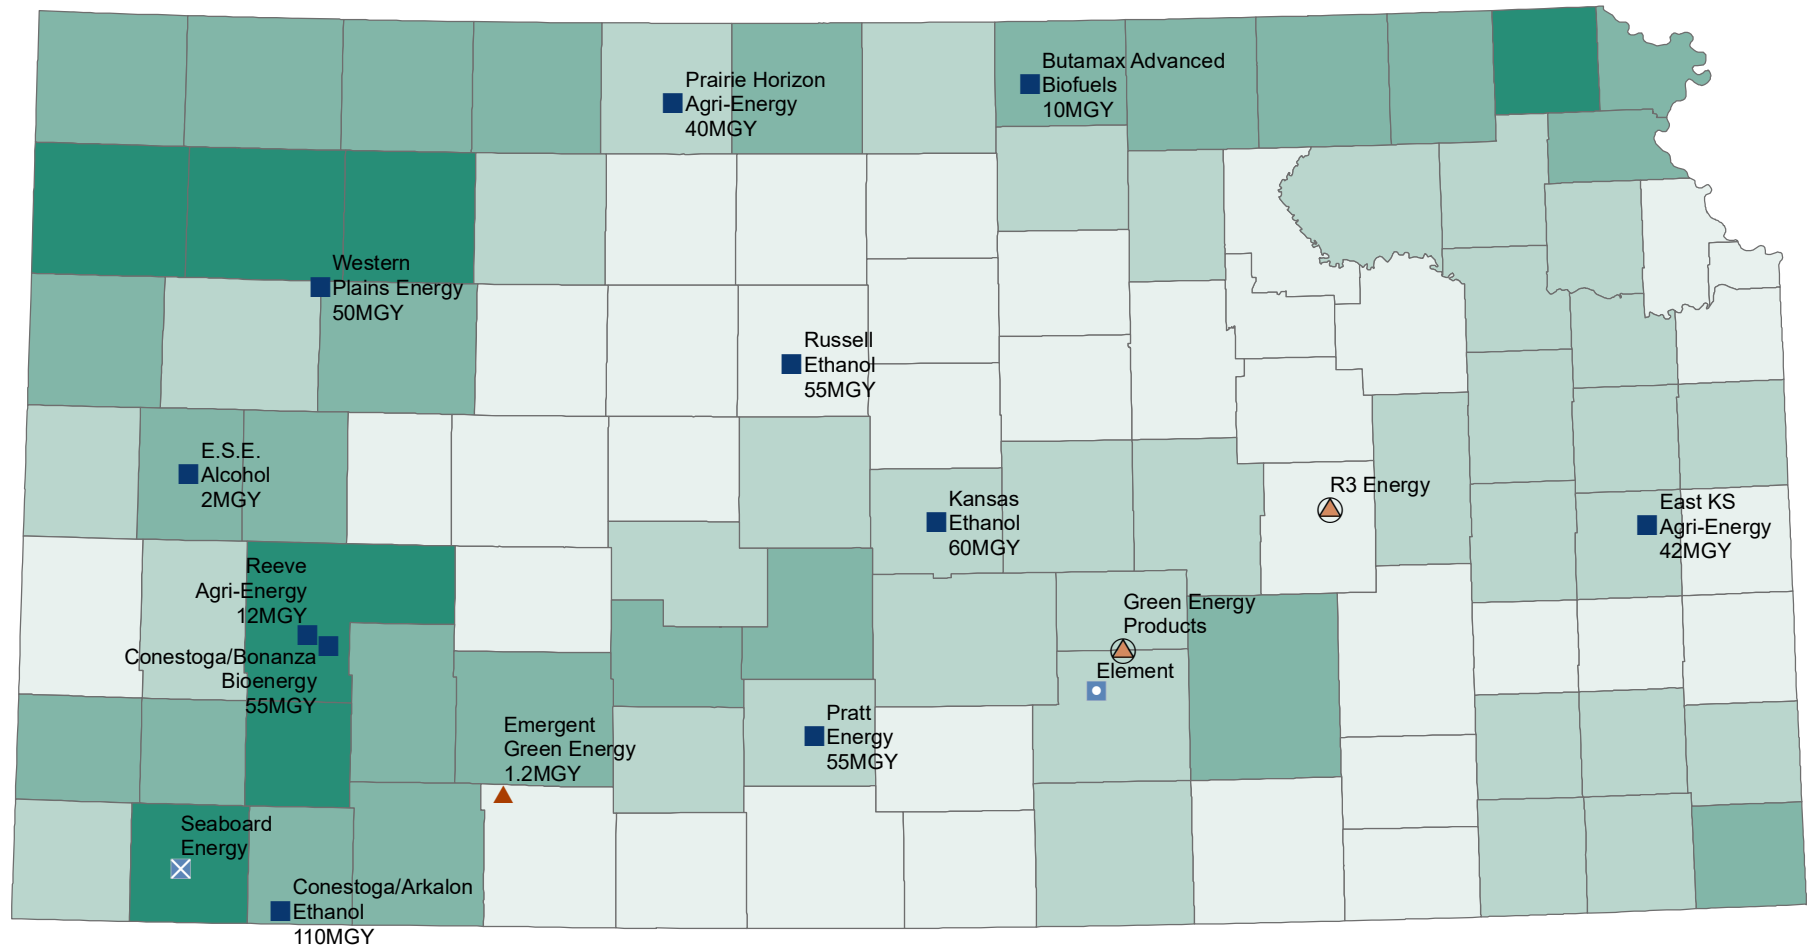 Prairie Horizon
Agri-Energy
40MGY
Butamax Advanced
Biofuels
10MGY
Western
Plains Energy
50MGY
Russell
Ethanol
55MGY
E.S.E.
Alcohol
2MGY
Kansas
Ethanol
60MGY
R3 Energy
East KS
Agri-Energy
42MGY
Reeve
Agri-Energy
12MGY
Conestoga/Bonanza
Bioenergy
55MGY
Green Energy
Products
Element
Emergent
Green Energy
1.2MGY
Pratt
Energy
55MGY
Seaboard
Energy
Conestoga/Arkalon
Ethanol
110MGY